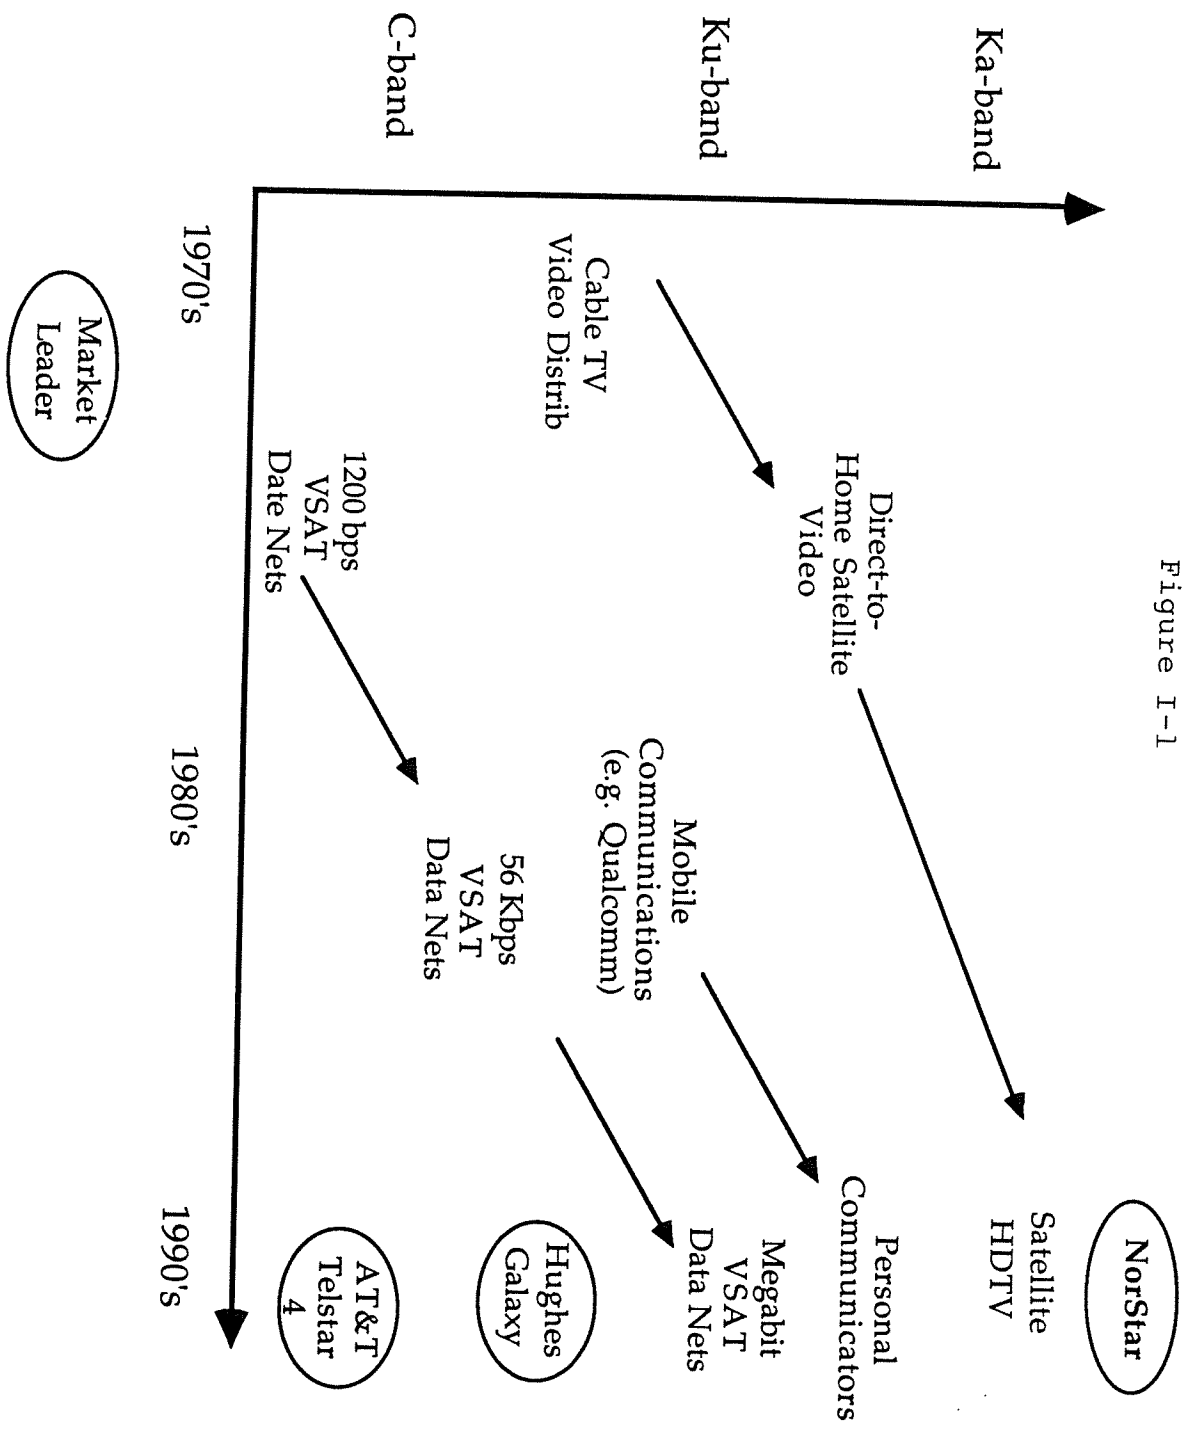 Figure I-1
Ka-band
Ku-band
C-band
NorStar
Satellite
HDTV
Direct-to-
Home Satellite
Video
Personal
Communicators
Cable TV
Video Distrib
Mobile
Communications
(e.g. Qualcomm)
Megabit
VSAT
Data Nets
Hughes
Galaxy
56 Kbps
VSAT
Data Nets
1200 bps
VSAT
Date Nets
AT&T
Telstar
4
1970's
1980's
1990's
Market
Leader